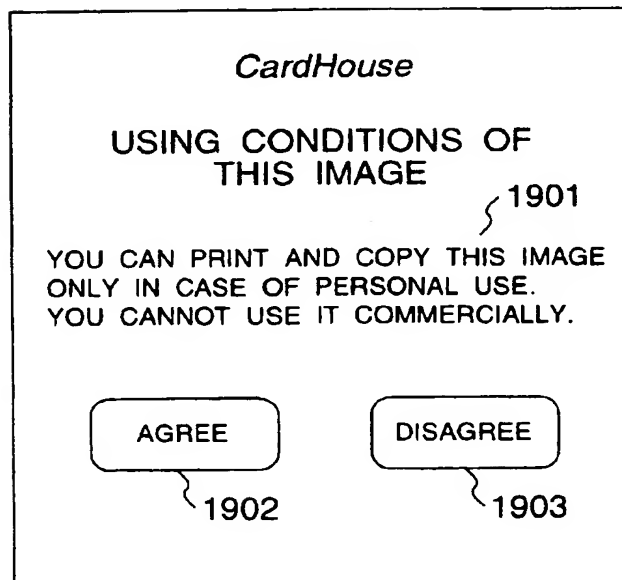 CardHouse
USING CONDITIONS OF
THIS IMAGE
1901
YOU CAN PRINT AND COPY THIS IMAGE
ONLY IN CASE OF PERSONAL USE.
YOU CANNOT USE IT COMMERCIALLY.
AGREE DISAGREE
1902 1903